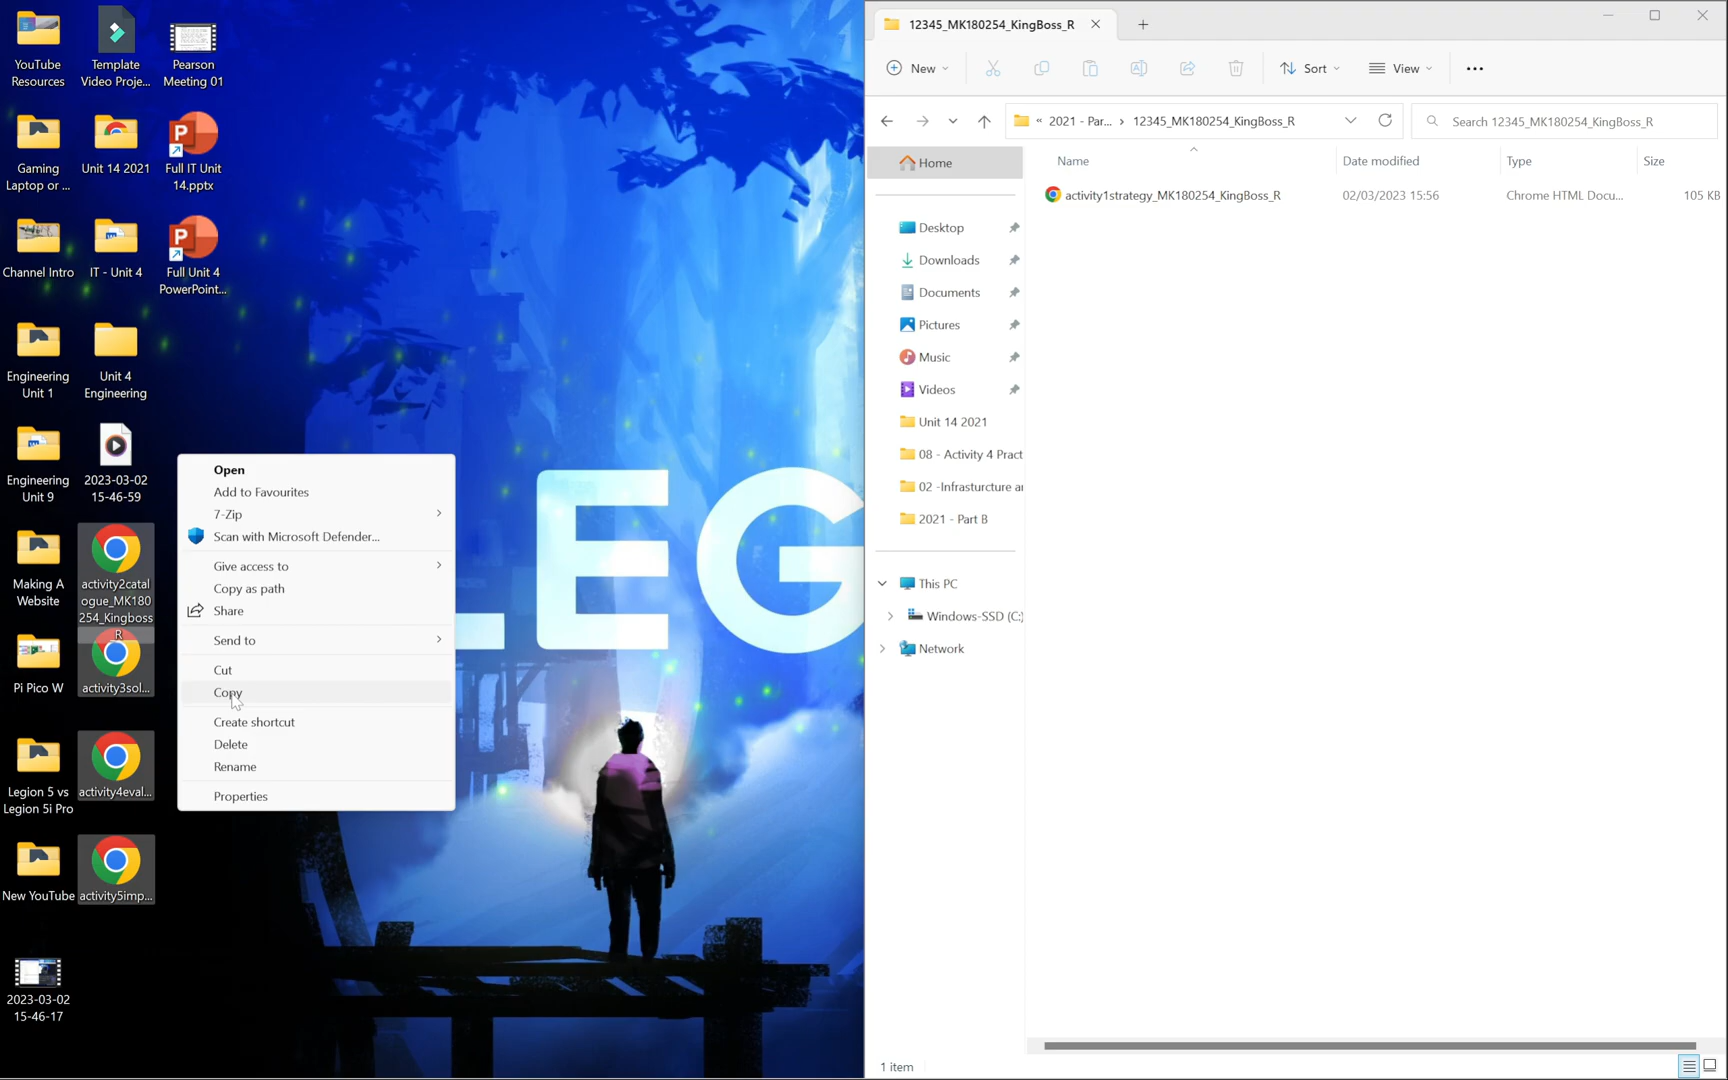 YouTube
Resources
Template
Video Proje...
Pearson
Meeting 01
Gaming
Laptop or ...
Unit 14 2021
Full IT Unit
14.pptx
Channel Intro
IT - Unit 4
Full Unit 4
PowerPoint...
Engineering
Unit 1
Unit 4
Engineering
Engineering
Unit 9
2023-03-02
15-46-59
Making A
Website
activity2catal
ogue_MK180
254_Kingboss
R
Pi Pico W
activity3sol...
Legion 5 vs
Legion 5i Pro
activity4eval...
New YouTube
activity5imp...
2023-03-02
15-46-17
Open
Add to Favourites
7-Zip
Scan with Microsoft Defender...
Give access to
Copy as path
Share
Send to
Cut
Copy
Create shortcut
Delete
Rename
Properties
LEG
12345_MK180254_KingBoss_R
New
Sort
View
« 2021 - Par... › 12345_MK180254_KingBoss_R
Search 12345_MK180254_KingBoss_R
Name
Date modified
Type
Size
activity1strategy_MK180254_KingBoss_R
02/03/2023 15:56
Chrome HTML Docu...
105 KB
Home
Desktop
Downloads
Documents
Pictures
Music
Videos
Unit 14 2021
08 - Activity 4 Pract
02 -Infrasturcture ar
2021 - Part B
This PC
Windows-SSD (C:)
Network
1 item